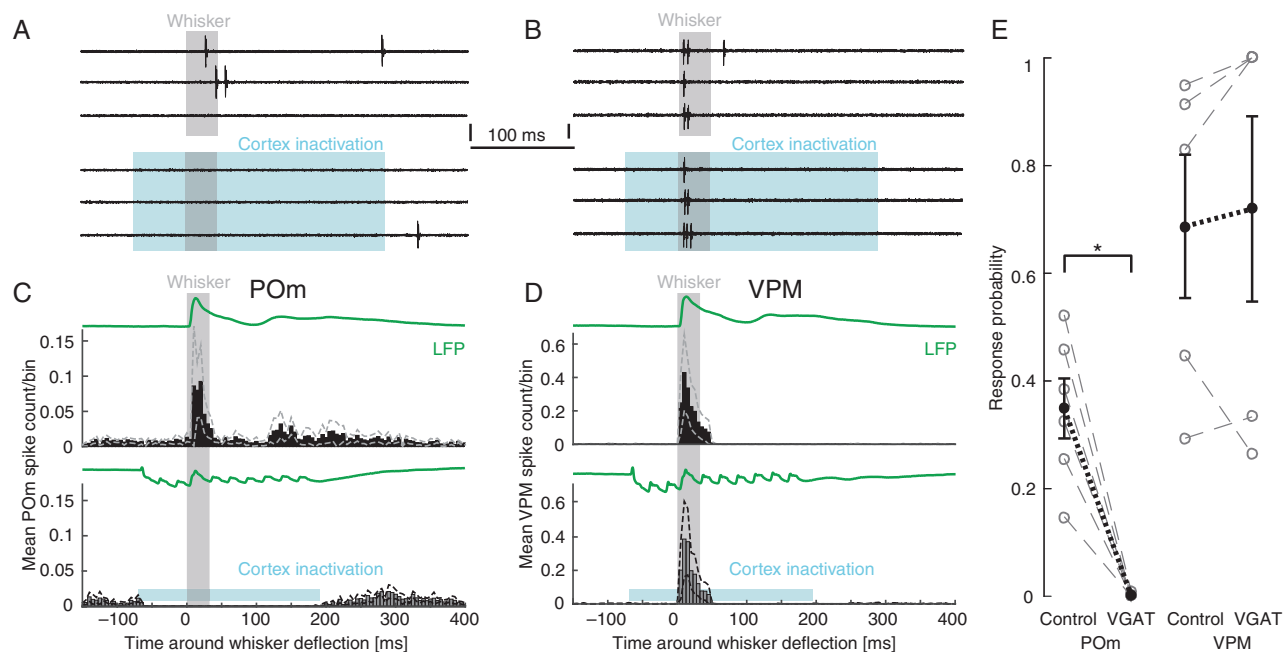 A
Whisker
Cortex inactivation
100 ms
B
Whisker
Cortex inactivation
C
Whisker
POm
LFP
Mean POm spike count/bin
0.15
0.1
0.05
0
0.15
0.1
0.05
0
Cortex inactivation
−100 0 100 200 300 400
Time around whisker deflection [ms]
D
Whisker
VPM
LFP
Mean VPM spike count/bin
0.6
0.4
0.2
0
0.6
0.4
0.2
0
Cortex inactivation
−100 0 100 200 300 400
Time around whisker deflection [ms]
E
Response probability
1
0.8
0.6
0.4
0.2
0
*
Control VGAT Control VGAT
POm VPM